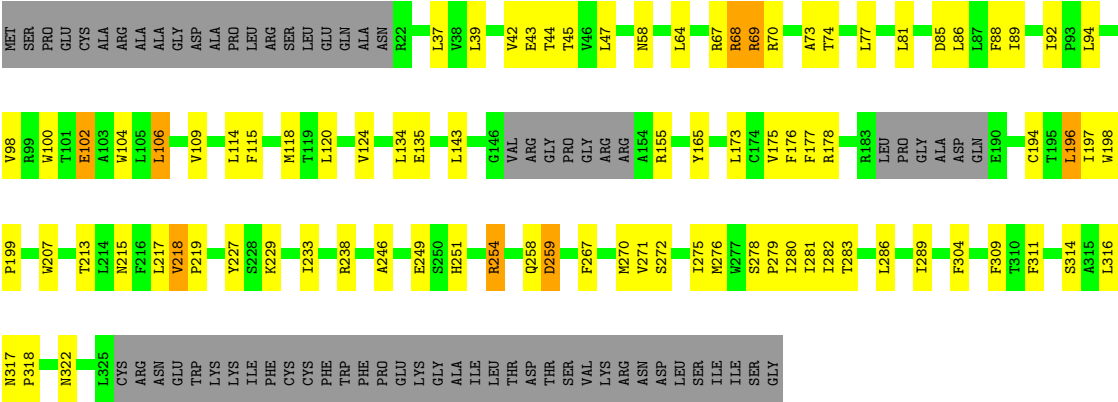 MET SER PRO GLU CYS ALA ARG ALA ALA GLY ASP ALA PRO LEU ARG SER LEU GLU GLN ALA ASN R22 L37 V38 L39 V42 E43 T44 T45 V46 L47 N58 L64 R67 R68 R69 R70 A73 T74 L77 L81 D85 L86 L87 F88 I89 I92 P93 L94
V98 R99 W100 T101 E102 A103 W104 L105 L106 V109 L114 F115 M118 T119 L120 V124 L134 E135 L143 G146 VAL ARG GLY PRO GLY ARG ARG A154 R155 Y165 L173 C174 V175 F176 F177 R178 R183 LEU PRO GLY ALA ASP GLN E190 C194 T195 L196 I197 W198
P199 W207 T213 L214 N215 F216 L217 V218 P219 Y227 S228 K229 I233 R238 A246 E249 S250 H251 R254 Q258 D259 F267 M270 V271 S272 I275 M276 W277 S278 P279 I280 I281 I282 T283 L286 I289 F304 F309 T310 F311 S314 A315 L316
N317 P318 N322 L325 CYS ARG ASN GLU TRP LYS LYS ILE PHE CYS CYS PHE TRP PHE PRO GLU LYS GLY ALA ILE LEU THR ASP THR SER VAL LYS ARG ASN ASP LEU SER ILE ILE SER GLY